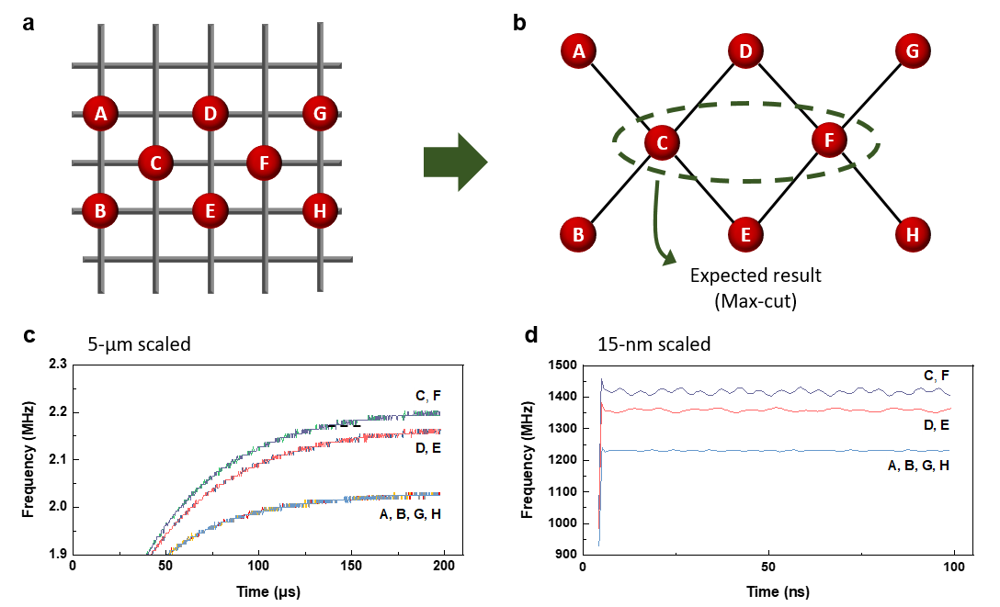 a
A D G
C F
B E H
b
A D G
C F
B E H
Expected result
(Max-cut)
c
5-µm scaled
2.3
2.2
2.1
2.0
1.9
Frequency (MHz)
C, F
D, E
A, B, G, H
0 50 100 150 200
Time (µs)
d
15-nm scaled
1500
1400
1300
1200
1100
1000
900
Frequency (MHz)
C, F
D, E
A, B, G, H
0 50 100
Time (ns)